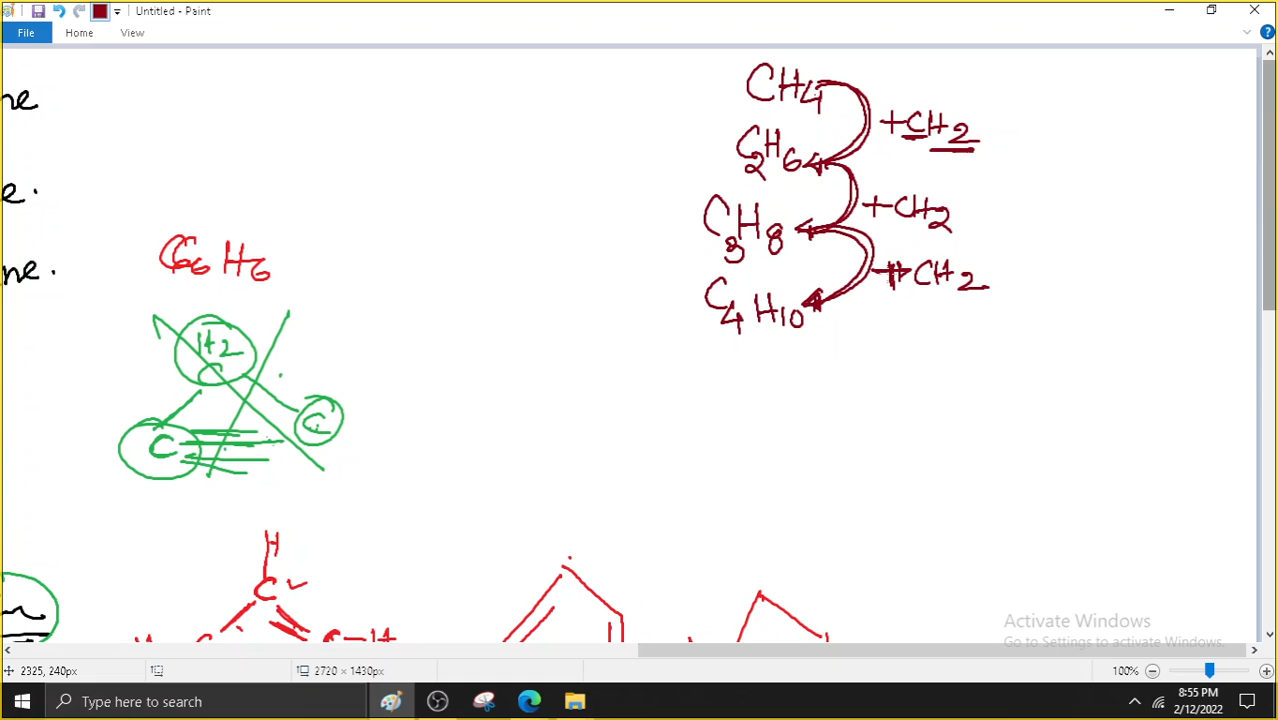 Untitled - Paint
File Home View
ne
e.
ne.
C6H6
H2
C
C
C
CH4
+CH2
C2H6
+CH2
C3H8
+CH2
C4H10
H
C
C-H
Activate Windows
Go to Settings to activate Windows.
2325, 240px
2720 × 1430px
100%
Type here to search
8:55 PM
2/12/2022